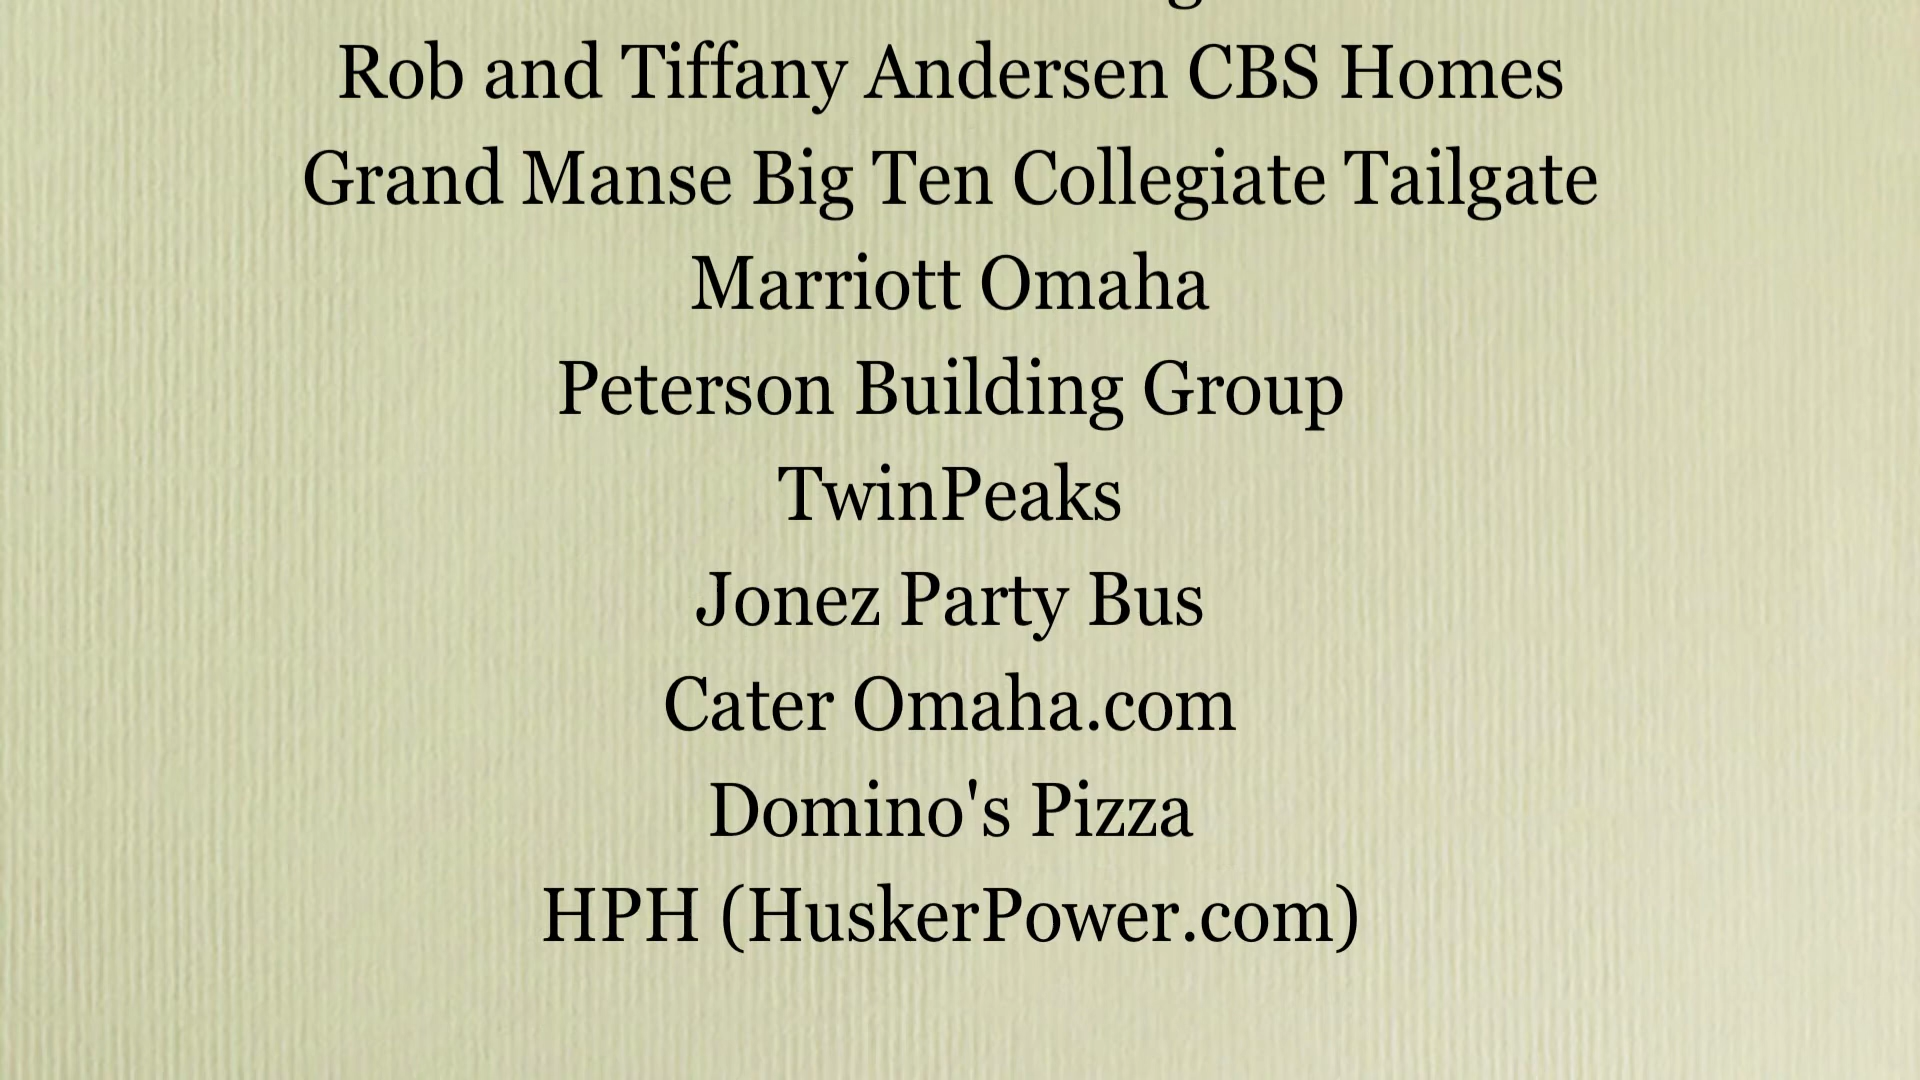 Rob and Tiffany Andersen CBS Homes
Grand Manse Big Ten Collegiate Tailgate
Marriott Omaha
Peterson Building Group
TwinPeaks
Jonez Party Bus
Cater Omaha.com
Domino's Pizza
HPH (HuskerPower.com)